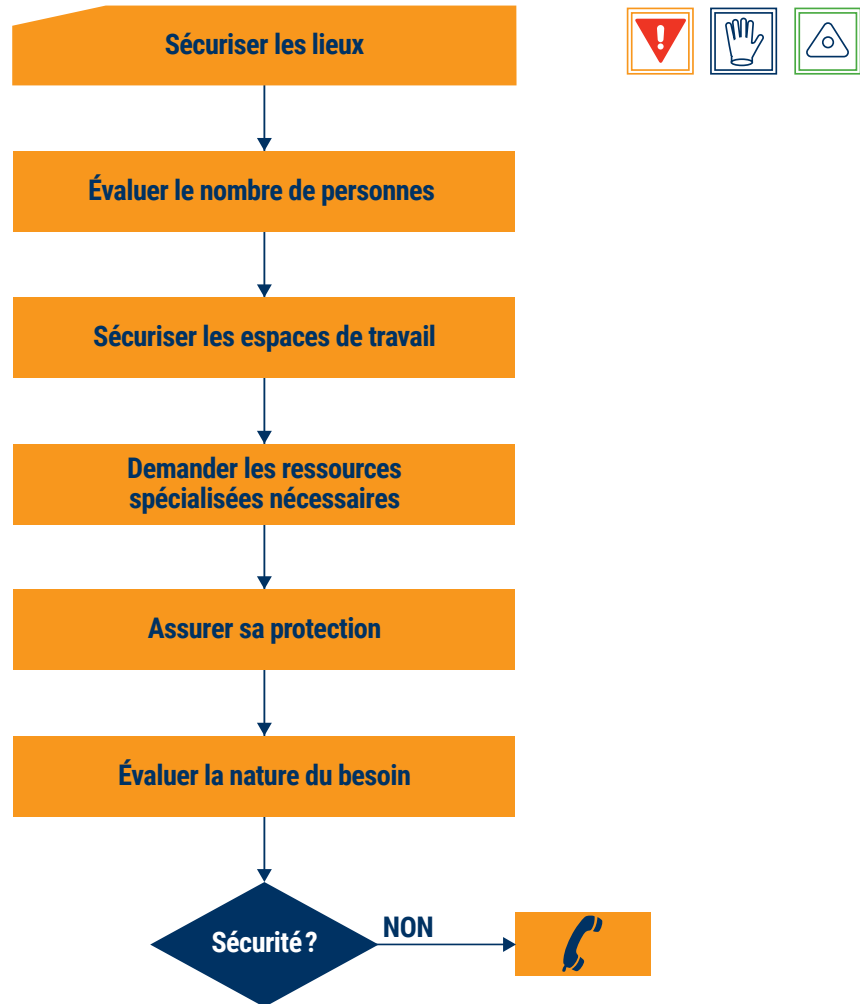 Sécuriser les lieux
Évaluer le nombre de personnes
Sécuriser les espaces de travail
Demander les ressources
spécialisées nécessaires
Assurer sa protection
Évaluer la nature du besoin
Sécurité ?
NON